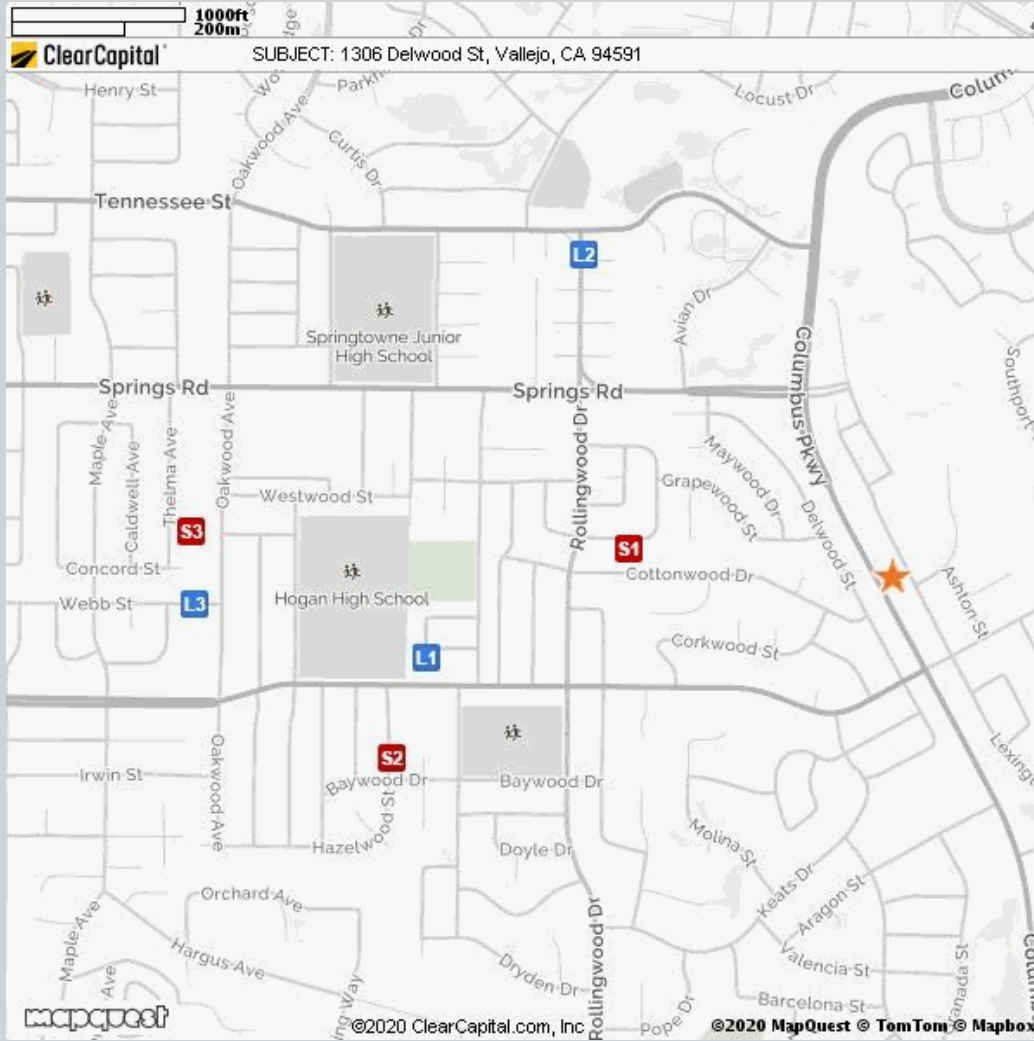 1000ft
200m
ClearCapital
SUBJECT: 1306 Delwood St, Vallejo, CA 94591
Henry St
Oakwood Ave
Curtis Dr
Locust Dr
Tennessee St
L2
Avian Dr
Springtowne Junior
High School
Columbus Pkwy
Springs Rd
Springs Rd
Southport
Maple Ave
Caldwell Ave
Thelma Ave
Oakwood Ave
Westwood St
Rollingwood Dr
Maywood Dr
Grapewood St
Delwood St
S3
S1
Concord St
Cottonwood Dr
Ashton St
Webb St
L3
Hogan High School
Corkwood St
L1
S2
Irwin St
Oakwood Ave
Baywood Dr
Baywood Dr
Hazelwood St
Doyle Dr
Molina St
Keats Dr
Aragon St
Orchard Ave
Maple Ave
Hargus Ave
Ave
Rollingwood Dr
Dryden Dr
Valencia St
Barcelona St
Pope Dr
mapquest
©2020 ClearCapital.com, Inc
©2020 MapQuest © TomTom © Mapbox